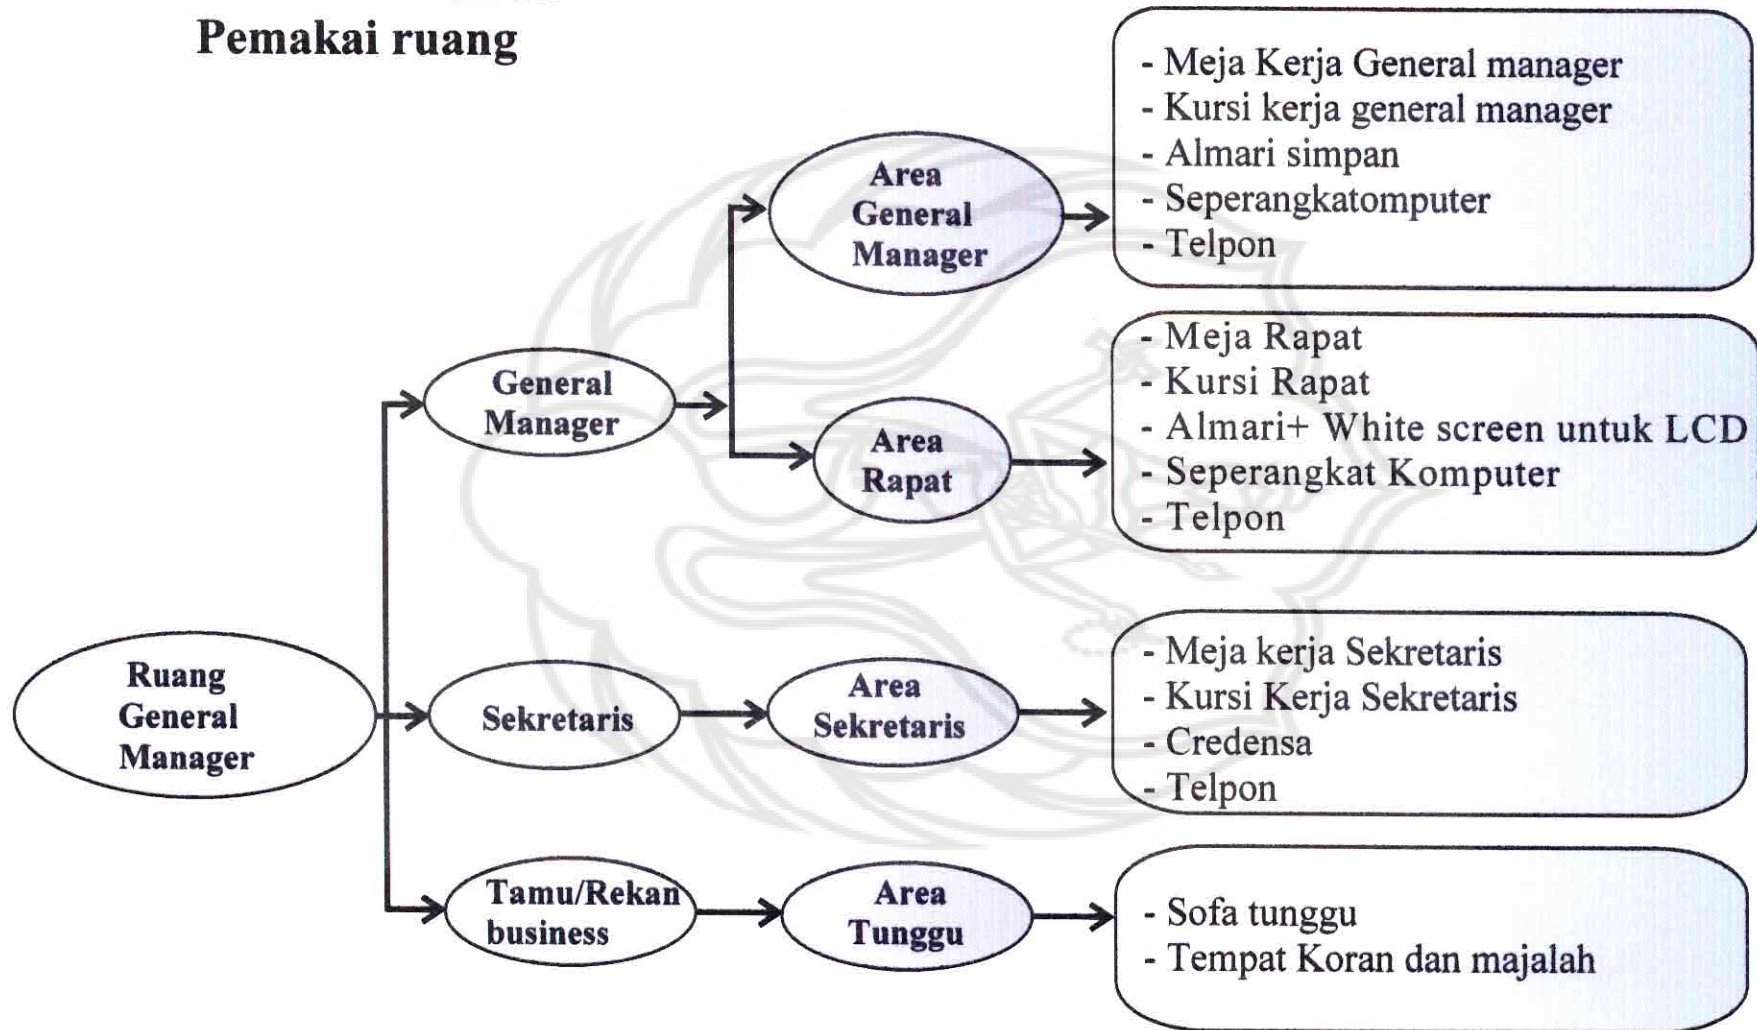 Pemakai ruang
Ruang
General
Manager
General
Manager
Area
General
Manager
- Meja Kerja General manager
- Kursi kerja general manager
- Almari simpan
- Seperangkatomputer
- Telpon
Area
Rapat
- Meja Rapat
- Kursi Rapat
- Almari+ White screen untuk LCD
- Seperangkat Komputer
- Telpon
Sekretaris
Area
Sekretaris
- Meja kerja Sekretaris
- Kursi Kerja Sekretaris
- Credensa
- Telpon
Tamu/Rekan
business
Area
Tunggu
- Sofa tunggu
- Tempat Koran dan majalah